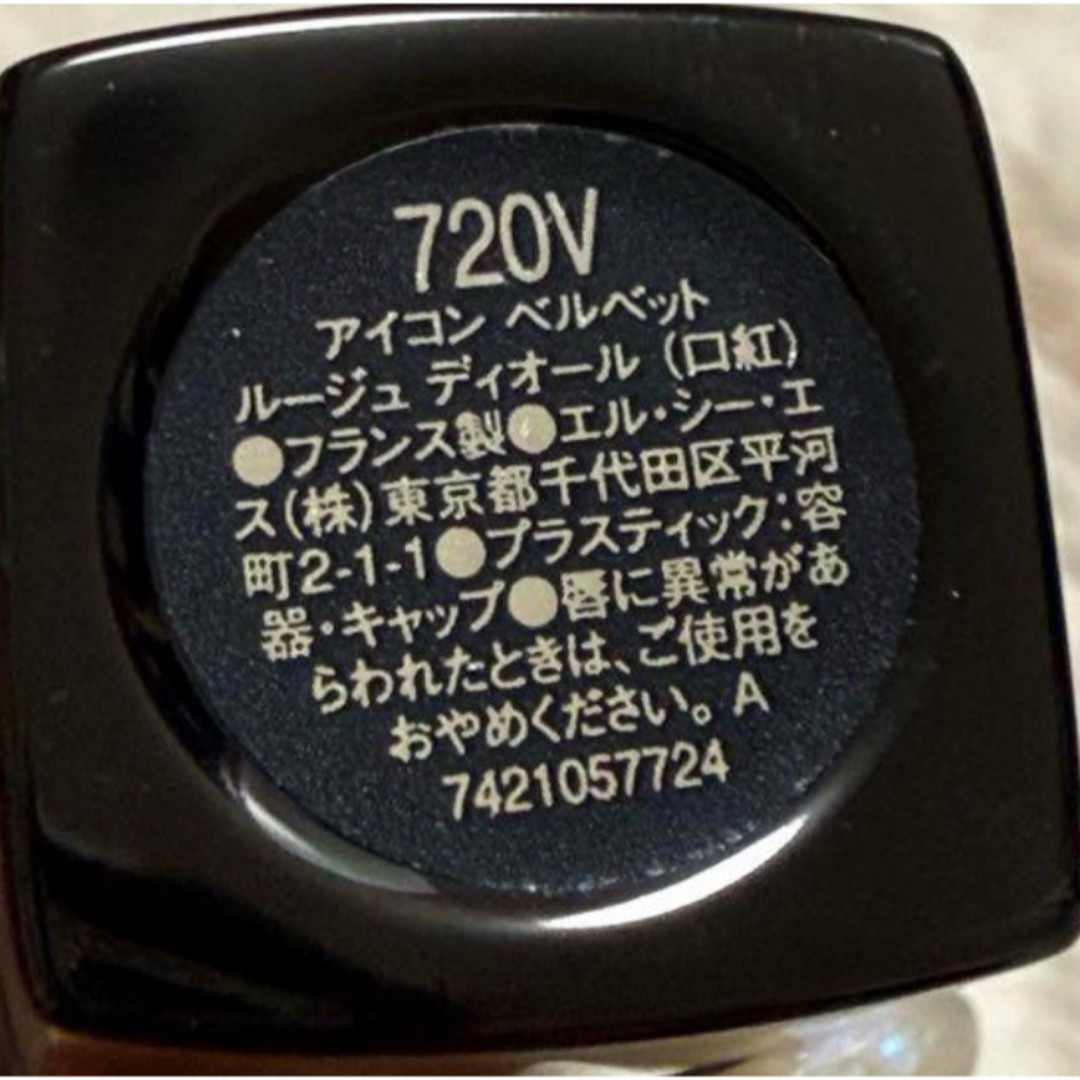 720V
アイコン ベルベット
ルージュ ディオール (口紅)
●フランス製●エル・シー・エ
ス(株)東京都千代田区平河
町2-1-1●プラスティック:容
器・キャップ●唇に異常があ
らわれたときは、ご使用を
おやめください。A
7421057724